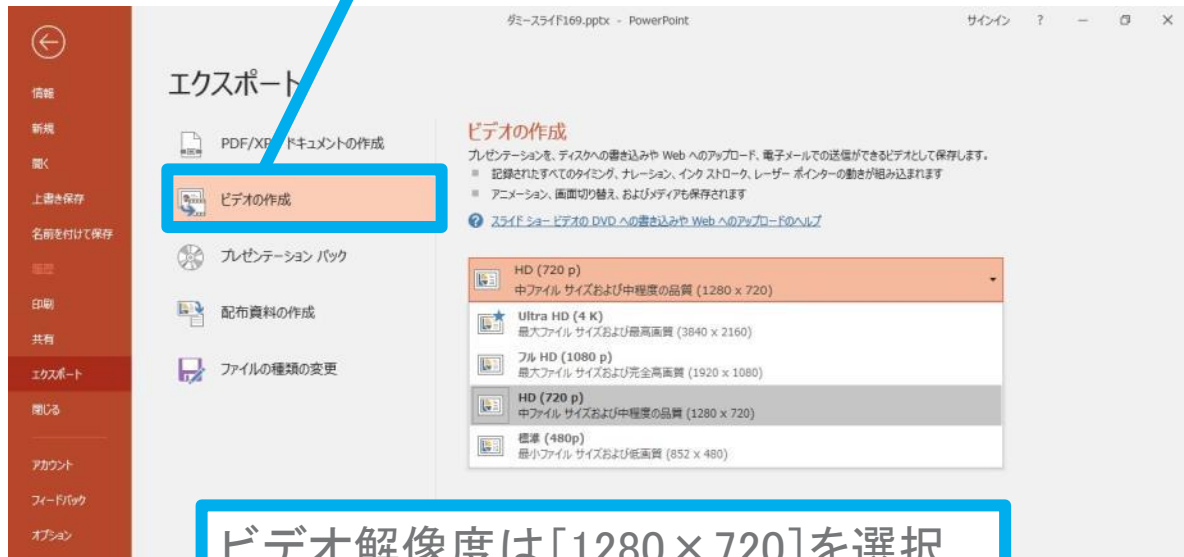 ダミースライド169.pptx - PowerPoint
サインイン
?
情報
新規
開く
上書き保存
名前を付けて保存
履歴
印刷
共有
エクスポート
閉じる
アカウント
フィードバック
オプション
エクスポート
PDF/XP ドキュメントの作成
ビデオの作成
プレゼンテーション パック
配布資料の作成
ファイルの種類の変更
ビデオの作成
プレゼンテーションを、ディスクへの書き込みや Web へのアップロード、電子メールでの送信ができるビデオとして保存します。
記録されたすべてのタイミング、ナレーション、インク ストローク、レーザー ポインターの動きが組み込まれます
アニメーション、画面切り替え、およびメディアも保存されます
スライド ショー ビデオの DVD への書き込みや Web へのアップロードのヘルプ
HD (720 p)
中ファイル サイズおよび中程度の品質 (1280 x 720)
Ultra HD (4 K)
最大ファイル サイズおよび最高画質 (3840 x 2160)
フル HD (1080 p)
最大ファイル サイズおよび完全高画質 (1920 x 1080)
HD (720 p)
中ファイル サイズおよび中程度の品質 (1280 x 720)
標準 (480p)
最小ファイル サイズおよび低画質 (852 x 480)
ビデオ解像度は[1280×720]を選択